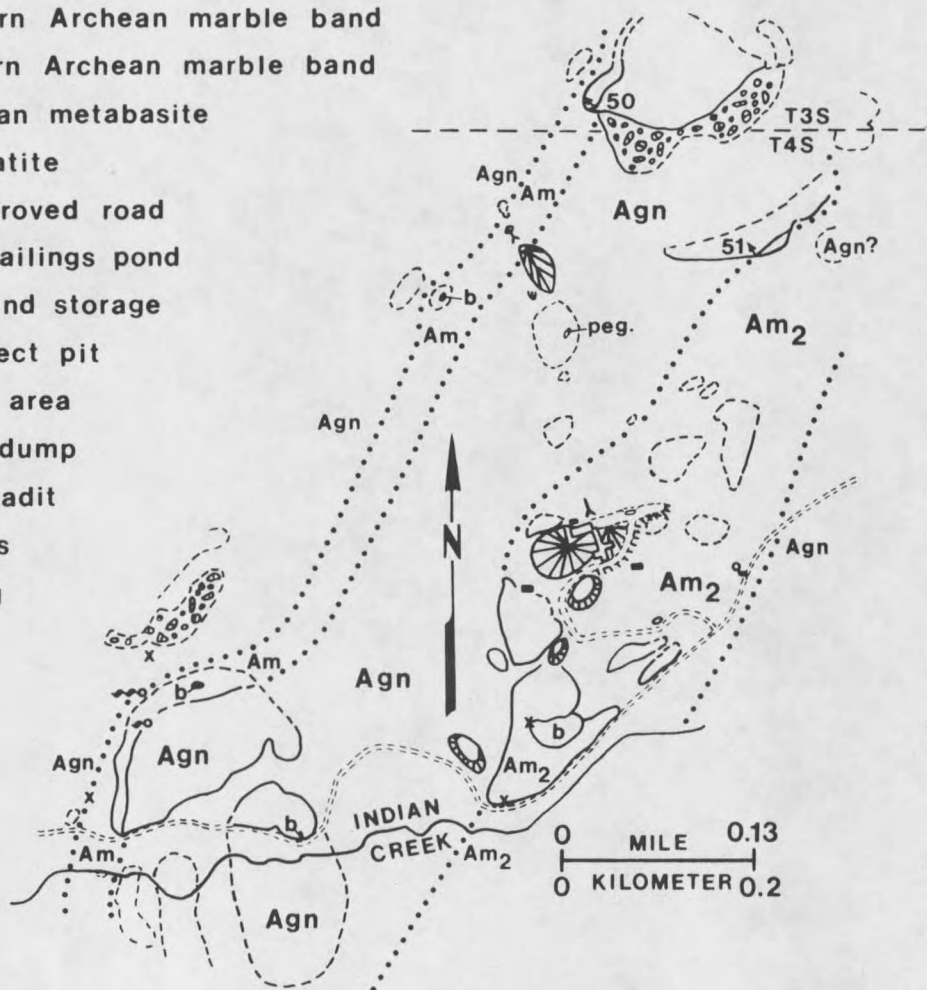 rn Archean marble band
rn Archean marble band
an metabasite
atite
roved road
ailings pond
nd storage
ect pit
area
dump
adit
s
50
T3S
T4S
Agn
Am
Agn
51
Agn?
b
Am
peg.
Am2
Agn
N
Agn
Am2
x
Am
Agn
b
Agn
Agn
x
b
x
Am2
x
b
INDIAN
CREEK
Am2
Am
Agn
0 MILE 0.13
0 KILOMETER 0.2